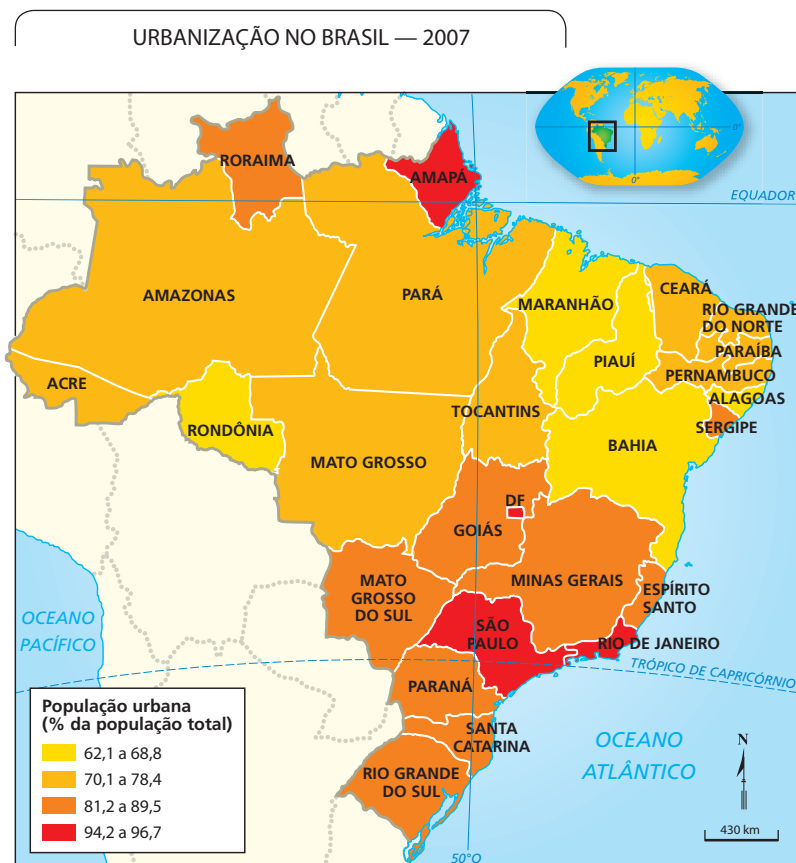 URBANIZAÇÃO NO BRASIL — 2007
0°
0°
EQUADOR
RORAIMA
AMAPÁ
AMAZONAS
PARÁ
MARANHÃO
CEARÁ
RIO GRANDE
DO NORTE
PARAÍBA
PIAUÍ
PERNAMBUCO
ACRE
ALAGOAS
TOCANTINS
SERGIPE
RONDÔNIA
BAHIA
MATO GROSSO
DF
GOIÁS
MATO
GROSSO
DO SUL
MINAS GERAIS
ESPÍRITO
SANTO
OCEANO
PACÍFICO
SÃO
PAULO
RIO DE JANEIRO
TRÓPICO DE CAPRICÓRNIO
PARANÁ
SANTA
CATARINA
RIO GRANDE
DO SUL
OCEANO
ATLÂNTICO
População urbana
(% da população total)
62,1 a 68,8
70,1 a 78,4
81,2 a 89,5
94,2 a 96,7
N
430 km
50°O